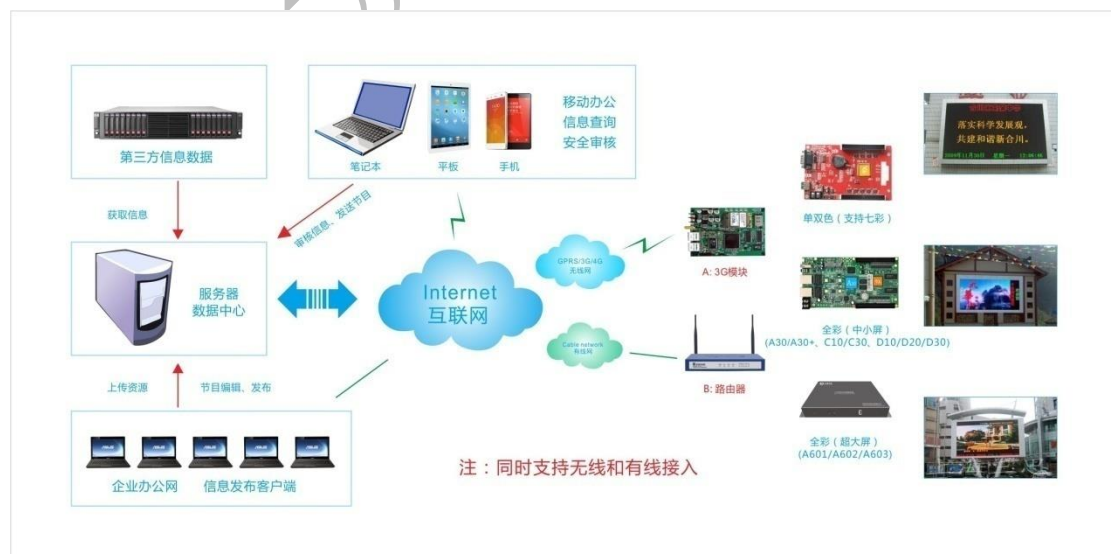 第三方信息数据
笔记本
平板
手机
移动办公
信息查询
安全审核
获取信息
审核信息、发送节目
服务器
数据中心
Internet
互联网
上传资源
节目编辑、发布
企业办公网
信息发布客户端
GPRS/3G/4G
无线网
Cable network
有线网
A: 3G模块
B: 路由器
单双色（支持七彩）
全彩（中小屏）
(A30/A30+、C10/C30、D10/D20/D30)
全彩（超大屏）
(A601/A602/A603)
落实科学发展观，
共建和谐新合川。
注：同时支持无线和有线接入